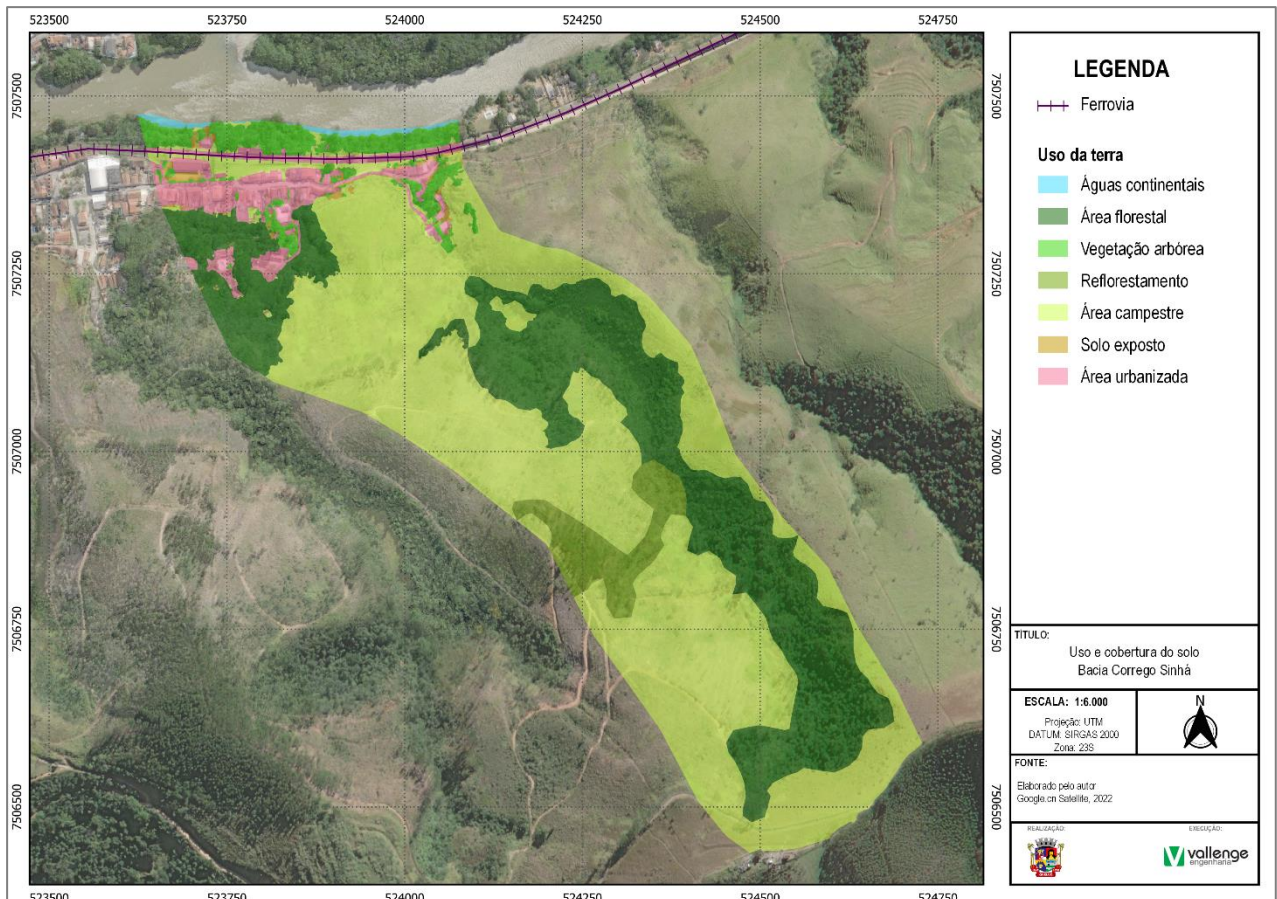 523500 523750 524000 524250 524500 524750
7507500
7507250
7507000
7506750
7506500
7507500
7507250
7507000
7506750
7506500
523500 523750 524000 524250 524500 524750
LEGENDA
Ferrovia
Uso da terra
Águas continentais
Área florestal
Vegetação arbórea
Reflorestamento
Área campestre
Solo exposto
Área urbanizada
TÍTULO:
Uso e cobertura do solo
Bacia Corrego Sinhá
ESCALA: 1:6.000
Projeção: UTM
DATUM: SIRGAS 2000
Zona: 23S
N
FONTE:
Elaborado pelo autor
Google.cn Satellite, 2022
REALIZAÇÃO:
EXECUÇÃO:
vallenge
engenharia